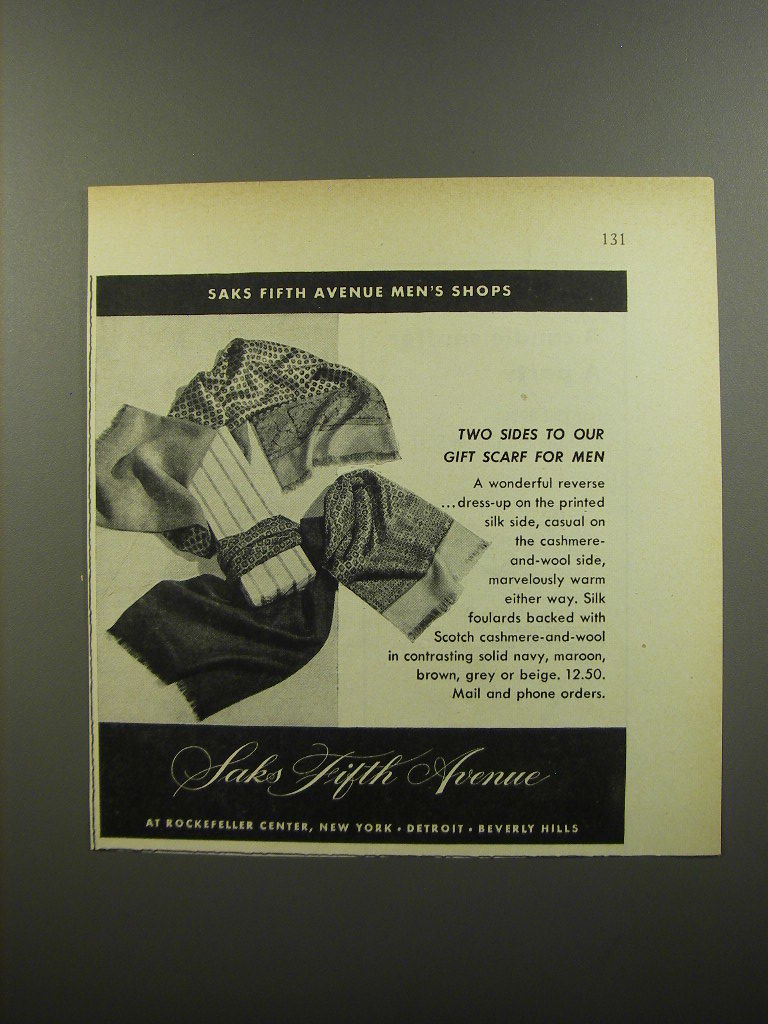 131
SAKS FIFTH AVENUE MEN'S SHOPS
TWO SIDES TO OUR
GIFT SCARF FOR MEN
A wonderful reverse
...dress-up on the printed
silk side, casual on
the cashmere-
and-wool side,
marvelously warm
either way. Silk
foulards backed with
Scotch cashmere-and-wool
in contrasting solid navy, maroon,
brown, grey or beige. 12.50.
Mail and phone orders.
Saks Fifth Avenue
AT ROCKEFELLER CENTER, NEW YORK • DETROIT • BEVERLY HILLS